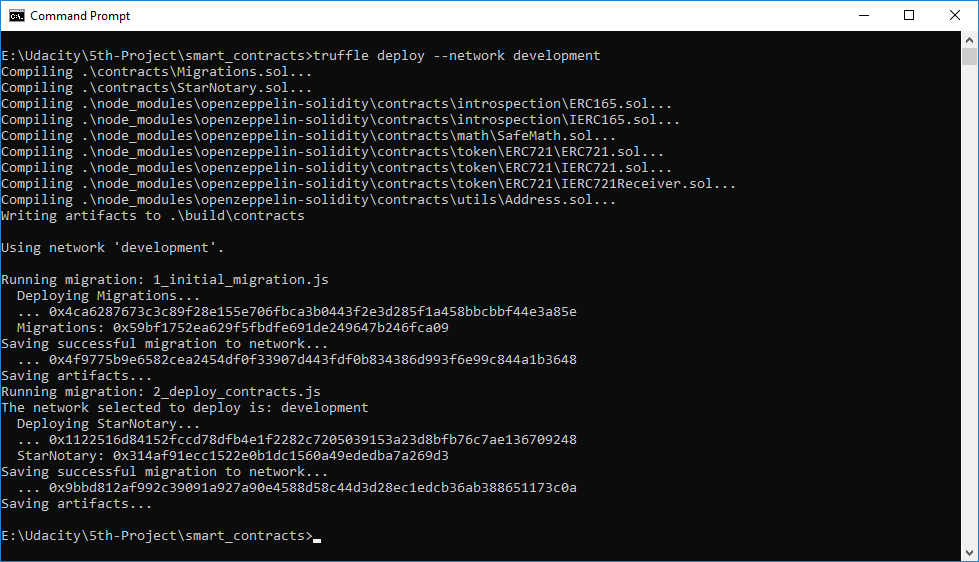 Command Prompt
E:\Udacity\5th-Project\smart_contracts>truffle deploy --network development
Compiling .\contracts\Migrations.sol...
Compiling .\contracts\StarNotary.sol...
Compiling .\node_modules\openzeppelin-solidity\contracts\introspection\ERC165.sol...
Compiling .\node_modules\openzeppelin-solidity\contracts\introspection\IERC165.sol...
Compiling .\node_modules\openzeppelin-solidity\contracts\math\SafeMath.sol...
Compiling .\node_modules\openzeppelin-solidity\contracts\token\ERC721\ERC721.sol...
Compiling .\node_modules\openzeppelin-solidity\contracts\token\ERC721\IERC721.sol...
Compiling .\node_modules\openzeppelin-solidity\contracts\token\ERC721\IERC721Receiver.sol...
Compiling .\node_modules\openzeppelin-solidity\contracts\utils\Address.sol...
Writing artifacts to .\build\contracts
Using network 'development'.
Running migration: 1_initial_migration.js
Deploying Migrations...
... 0x4ca6287673c3c89f28e155e706fbca3b0443f2e3d285f1a458bbcbbf44e3a85e
Migrations: 0x59bf1752ea629f5fbdfe691de249647b246fca09
Saving successful migration to network...
... 0x4f9775b9e6582cea2454df0f33907d443fdf0b834386d993f6e99c844a1b3648
Saving artifacts...
Running migration: 2_deploy_contracts.js
The network selected to deploy is: development
Deploying StarNotary...
... 0x1122516d84152fccd78dfb4e1f2282c7205039153a23d8bfb76c7ae136709248
StarNotary: 0x314af91ecc1522e0b1dc1560a49ededba7a269d3
Saving successful migration to network...
... 0x9bbd812af992c39091a927a90e4588d58c44d3d28ec1edcb36ab388651173c0a
Saving artifacts...
E:\Udacity\5th-Project\smart_contracts>